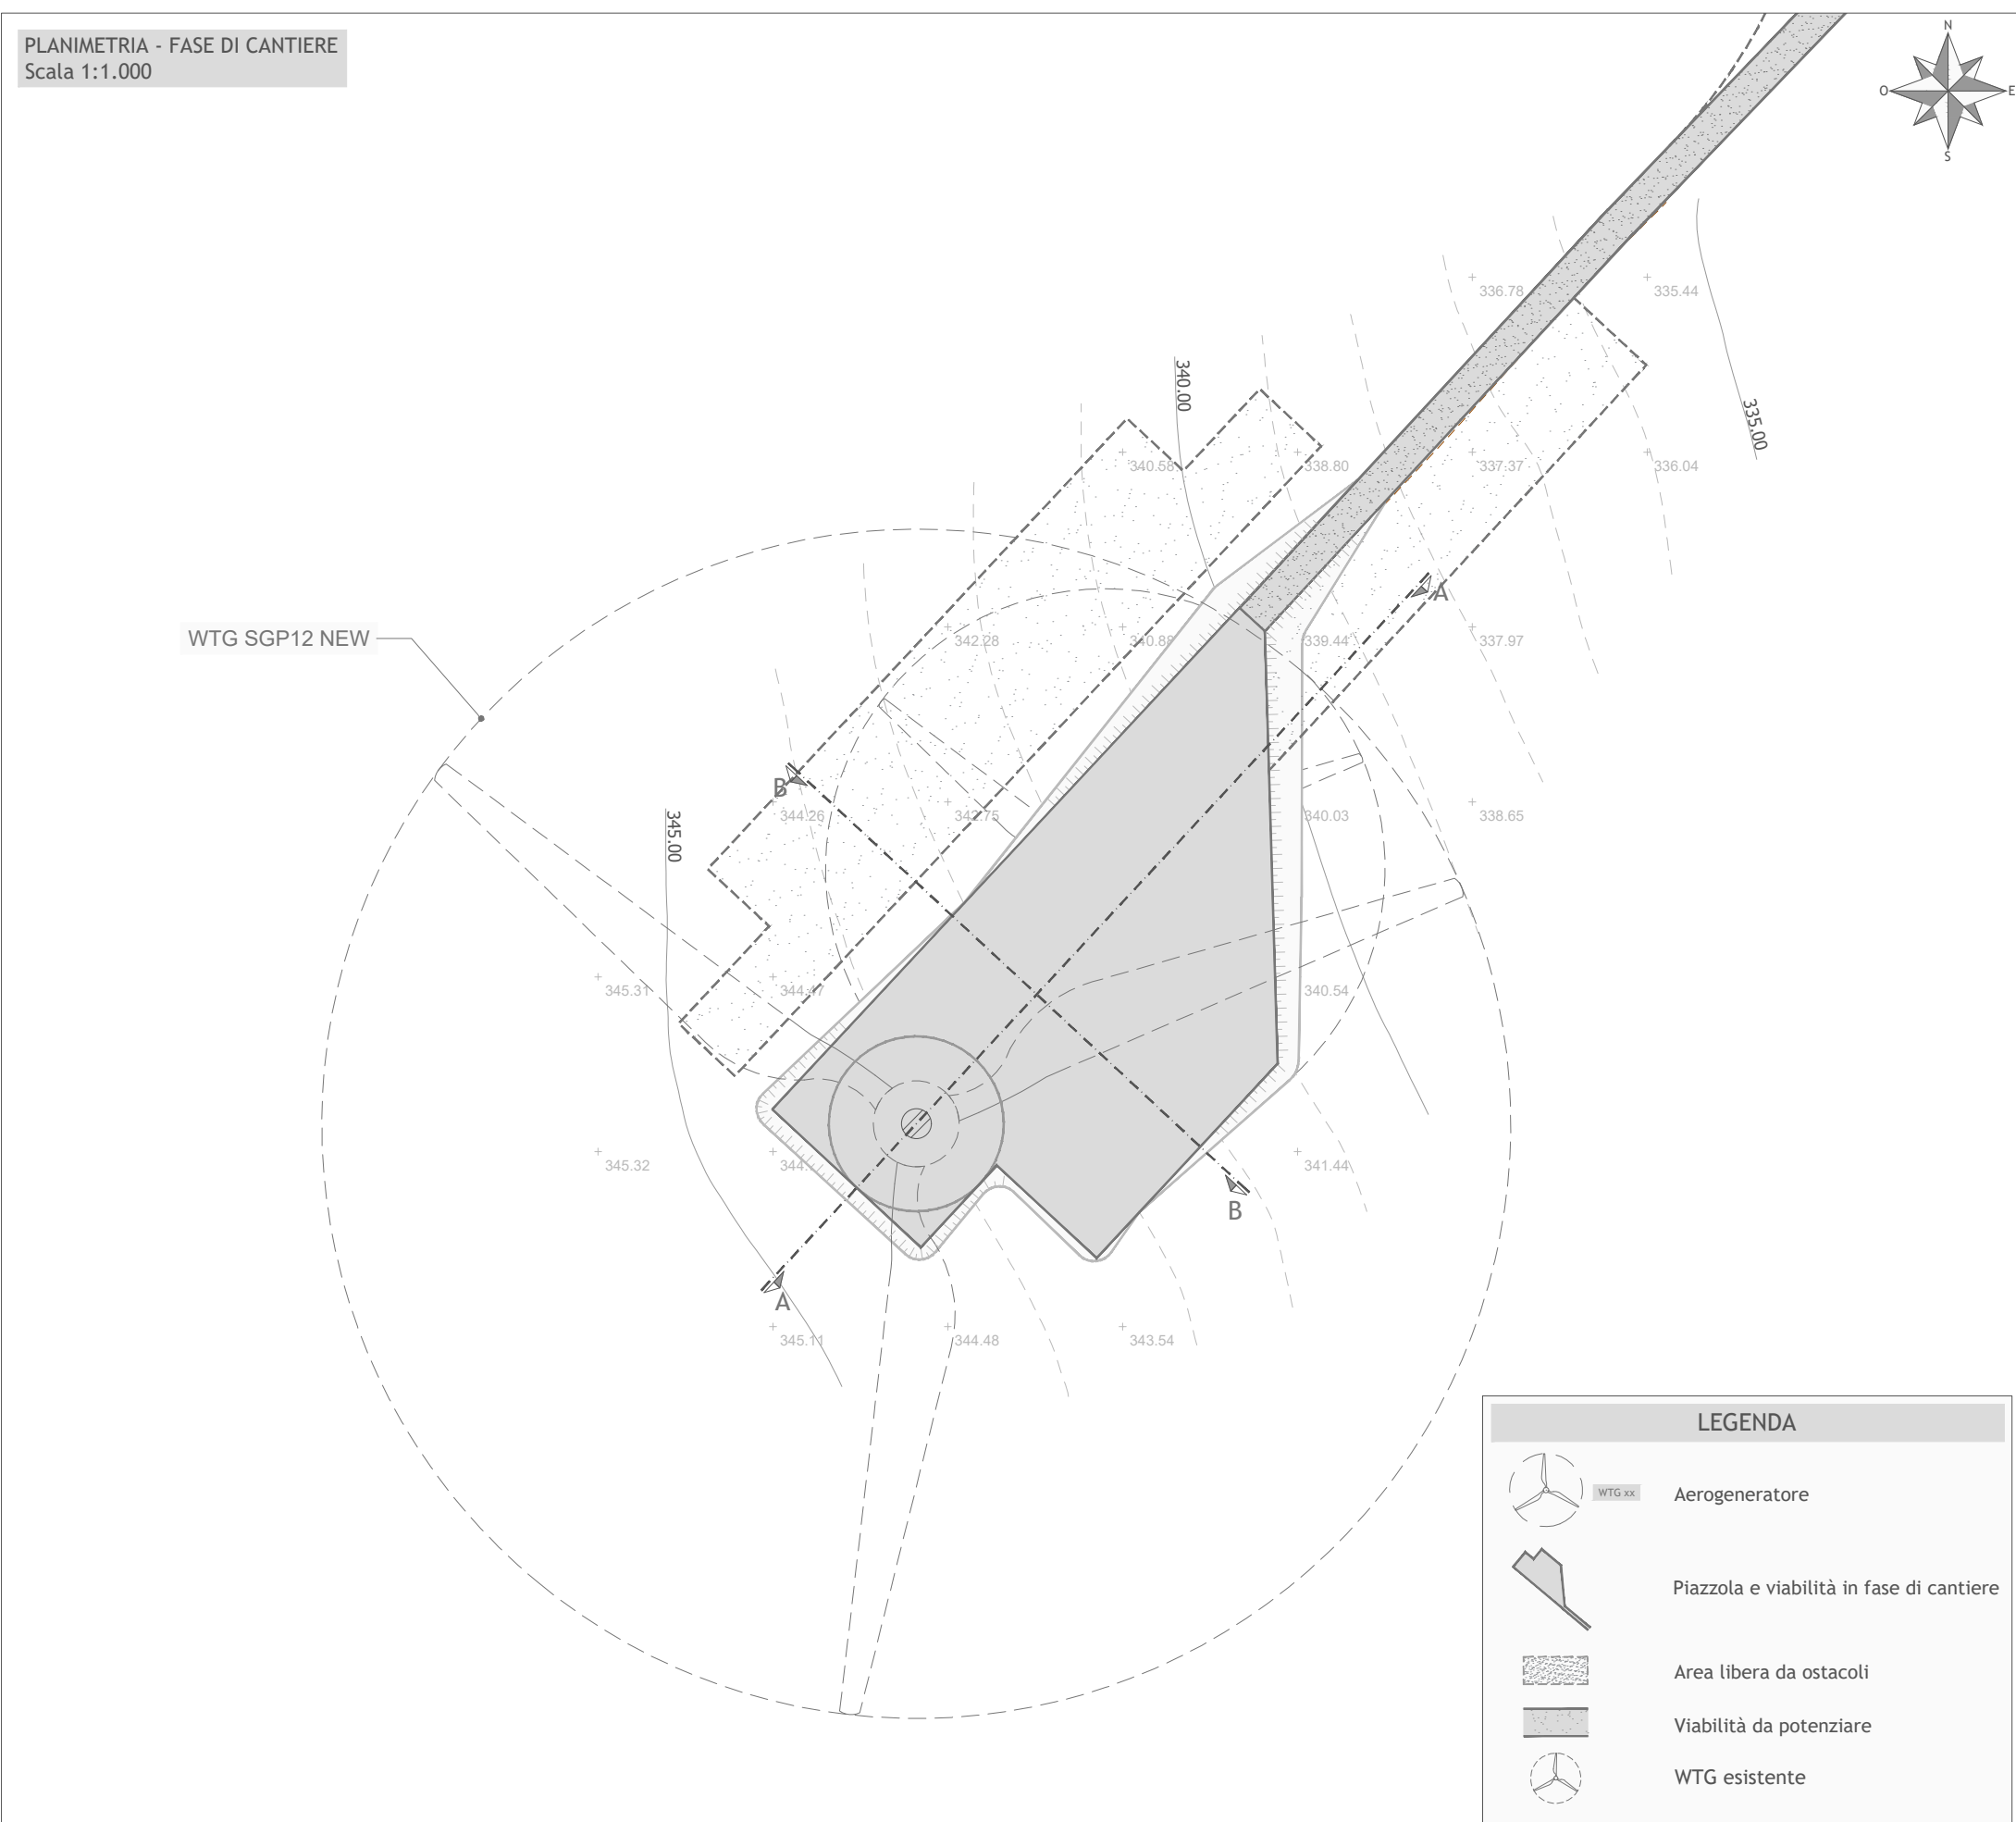 PLANIMETRIA - FASE DI CANTIERE
Scala 1:1.000
N
O
E
S
336.78
335.44
340.00
335.00
340.58
338.80
337.37
336.04
WTG SGP12 NEW
A
342.28
340.88
339.44
337.97
B
345.00
344.26
342.75
340.03
338.65
345.31
344.47
340.54
345.32
344.
341.44
B
A
345.11
344.48
343.54
LEGENDA
WTG xx
Aerogeneratore
Piazzola e viabilità in fase di cantiere
Area libera da ostacoli
Viabilità da potenziare
WTG esistente